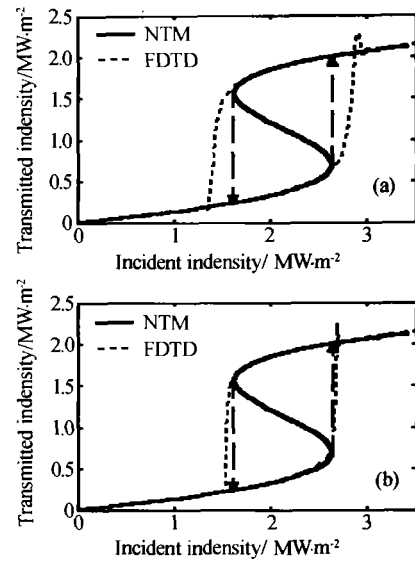 2.5
2.0
1.5
1.0
0.5
0
Transmitted indensity/MW·m-2
NTM
FDTD
(a)
0 1 2 3
Incident indensity/ MW·m-2
2.5
2.0
1.5
1.0
0.5
0
Transmitted indensity/MW·m-2
NTM
FDTD
(b)
0 1 2 3
Incident indensity/ MW·m-2